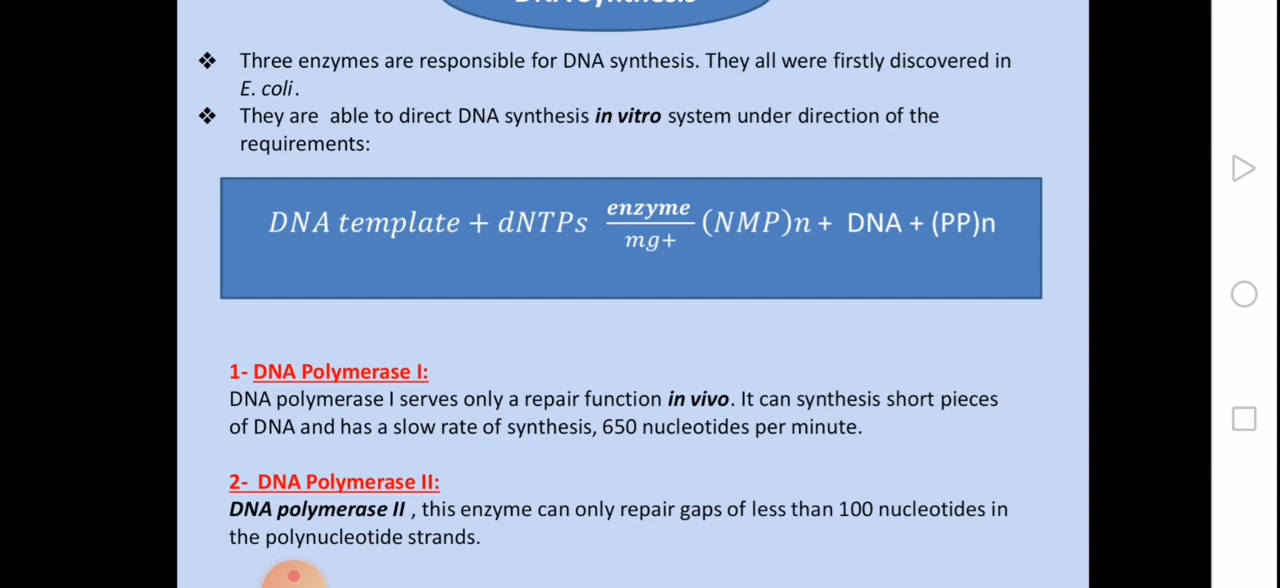 DNA Synthesis
❖ Three enzymes are responsible for DNA synthesis. They all were firstly discovered in
E. coli.
❖ They are able to direct DNA synthesis in vitro system under direction of the
requirements:
DNA template + dNTPs enzyme/mg+ (NMP)n + DNA + (PP)n
1- DNA Polymerase I:
DNA polymerase I serves only a repair function in vivo. It can synthesis short pieces
of DNA and has a slow rate of synthesis, 650 nucleotides per minute.
2- DNA Polymerase II:
DNA polymerase II , this enzyme can only repair gaps of less than 100 nucleotides in
the polynucleotide strands.